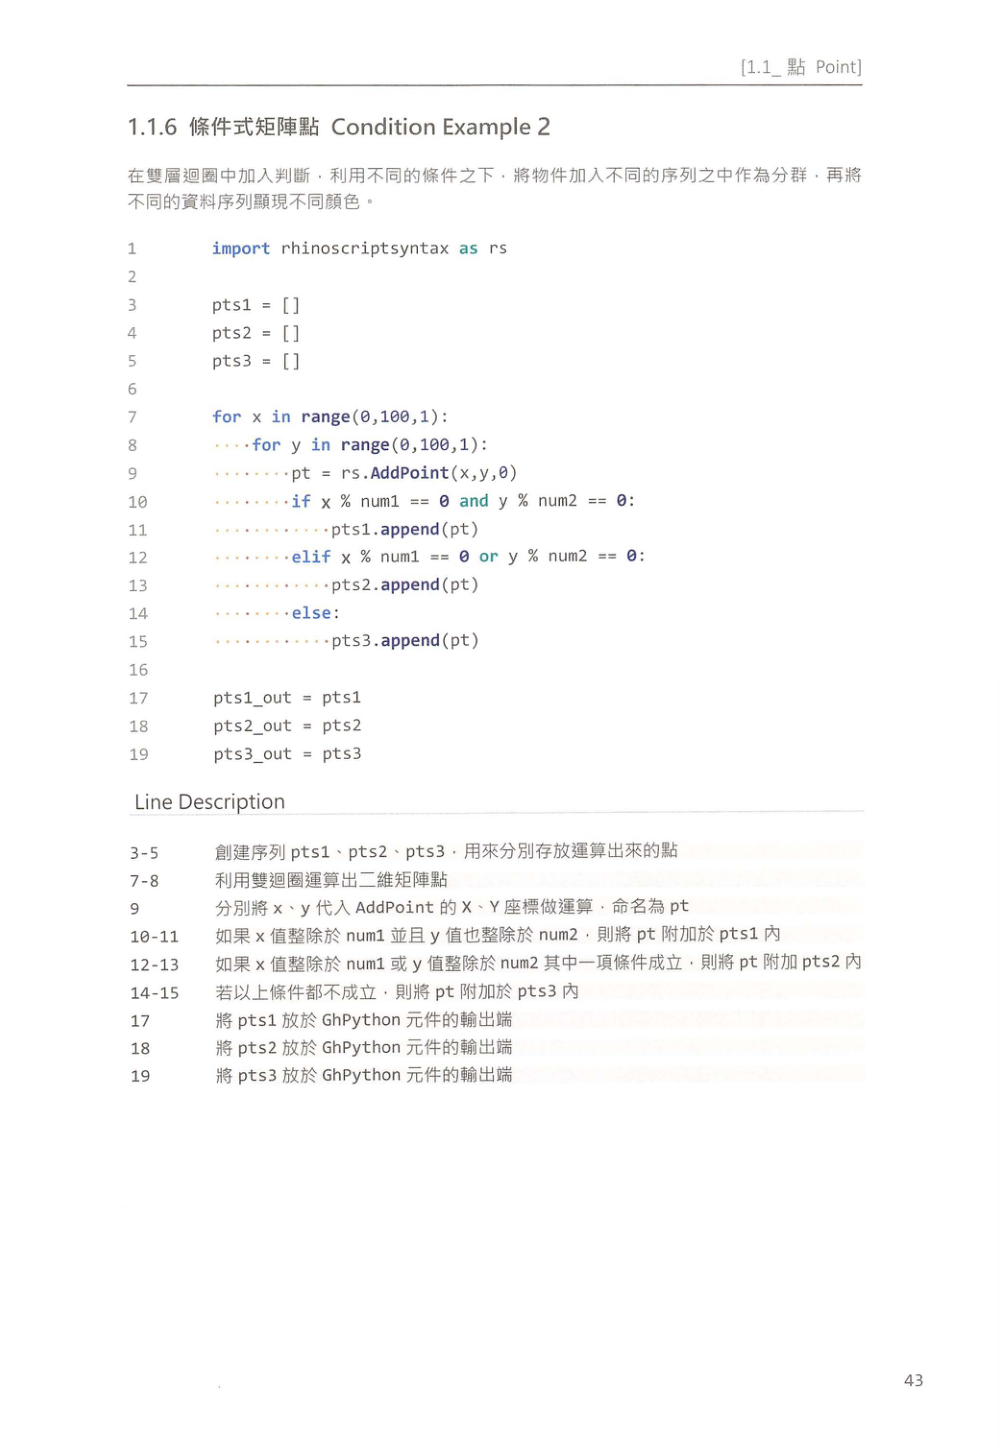 [1.1_ 點 Point]
1.1.6 條件式矩陣點 Condition Example 2
在雙層迴圈中加入判斷，利用不同的條件之下，將物件加入不同的序列之中作為分群，再將
不同的資料序列顯現不同顏色。
1 import rhinoscriptsyntax as rs
2
3 pts1 = []
4 pts2 = []
5 pts3 = []
6
7 for x in range(0,100,1):
8 ····for y in range(0,100,1):
9 ········pt = rs.AddPoint(x,y,0)
10 ········if x % num1 == 0 and y % num2 == 0:
11 ············pts1.append(pt)
12 ········elif x % num1 == 0 or y % num2 == 0:
13 ············pts2.append(pt)
14 ········else:
15 ············pts3.append(pt)
16
17 pts1_out = pts1
18 pts2_out = pts2
19 pts3_out = pts3
Line Description
3-5 創建序列 pts1、pts2、pts3，用來分別存放運算出來的點
7-8 利用雙迴圈運算出二維矩陣點
9 分別將 x、y 代入 AddPoint 的 X、Y 座標做運算，命名為 pt
10-11 如果 x 值整除於 num1 並且 y 值也整除於 num2，則將 pt 附加於 pts1 內
12-13 如果 x 值整除於 num1 或 y 值整除於 num2 其中一項條件成立，則將 pt 附加 pts2 內
14-15 若以上條件都不成立，則將 pt 附加於 pts3 內
17 將 pts1 放於 GhPython 元件的輸出端
18 將 pts2 放於 GhPython 元件的輸出端
19 將 pts3 放於 GhPython 元件的輸出端
43